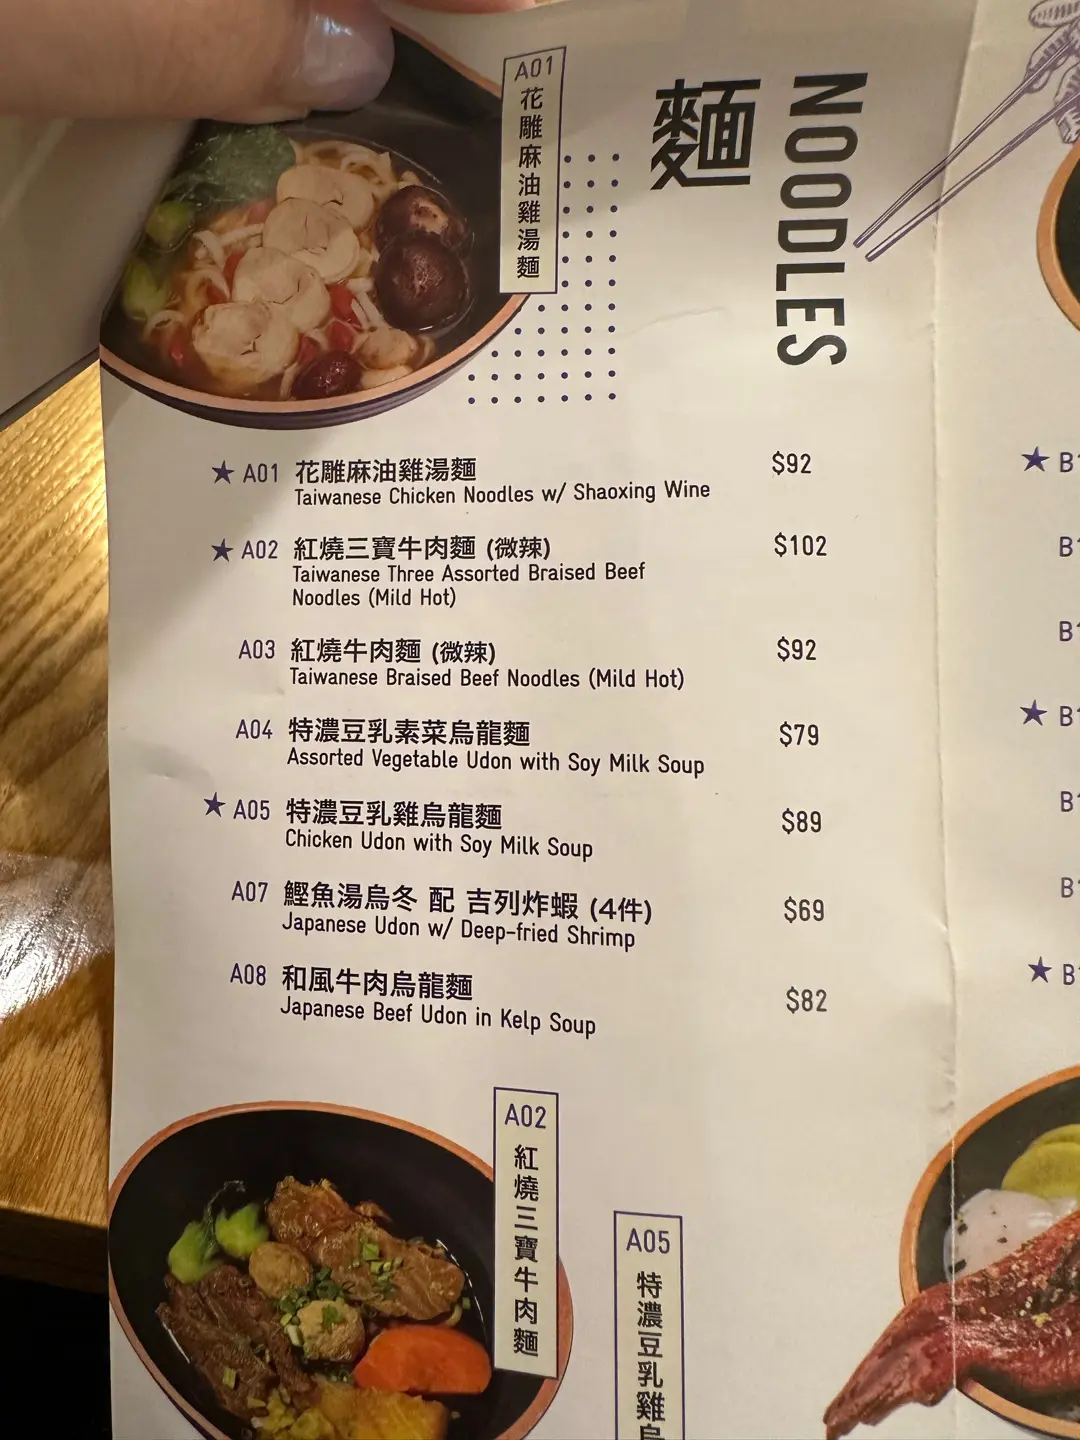 A01
花雕麻油雞湯麵
麵
NOODLES
★ A01 花雕麻油雞湯麵 $92
Taiwanese Chicken Noodles w/ Shaoxing Wine
★ A02 紅燒三寶牛肉麵 (微辣) $102
Taiwanese Three Assorted Braised Beef
Noodles (Mild Hot)
A03 紅燒牛肉麵 (微辣) $92
Taiwanese Braised Beef Noodles (Mild Hot)
A04 特濃豆乳素菜烏龍麵 $79
Assorted Vegetable Udon with Soy Milk Soup
★ A05 特濃豆乳雞烏龍麵 $89
Chicken Udon with Soy Milk Soup
A07 鰹魚湯烏冬 配 吉列炸蝦 (4件) $69
Japanese Udon w/ Deep-fried Shrimp
A08 和風牛肉烏龍麵 $82
Japanese Beef Udon in Kelp Soup
A02
紅燒三寶牛肉麵
A05
特濃豆乳雞烏